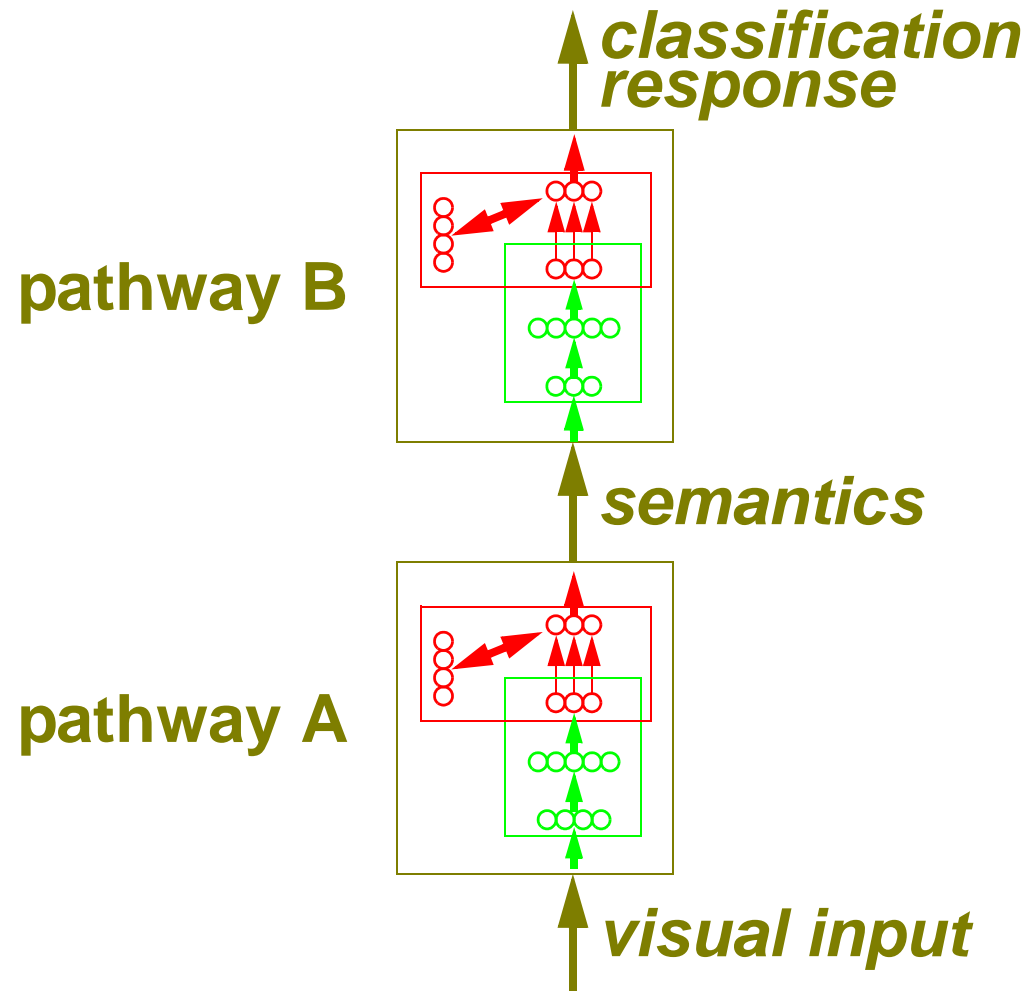 classification
response
pathway B
semantics
pathway A
visual input